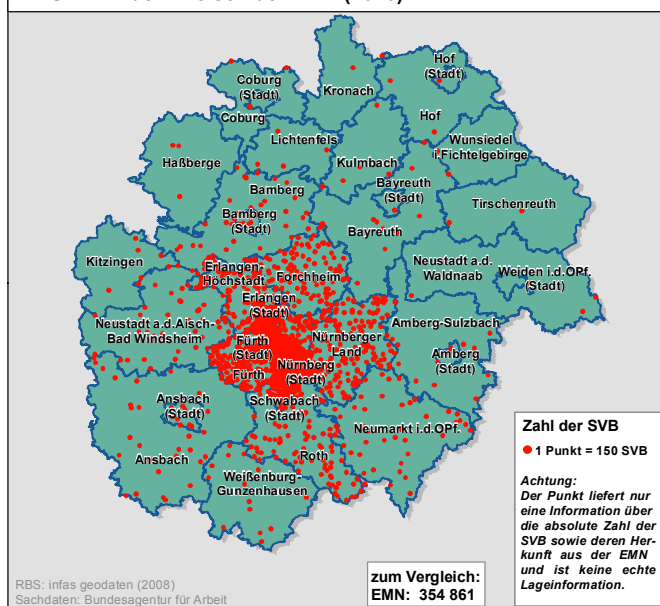 Hof
(Stadt)
Coburg
(Stadt)
Kronach
Coburg
Hof
Lichtenfels
Wunsiedel
i.Fichtelgebirge
Haßberge
Kulmbach
Bayreuth
(Stadt)
Bamberg
Tirschenreuth
Bamberg
(Stadt)
Bayreuth
Kitzingen
Erlangen-
Höchstadt
Forchheim
Neustadt a.d.
Waldnaab
Weiden i.d.OPf.
(Stadt)
Erlangen
(Stadt)
Neustadt a.d.Aisch-
Bad Windsheim
Fürth
(Stadt)
Nürnberger
Land
Amberg-Sulzbach
Amberg
(Stadt)
Fürth
Nürnberg
(Stadt)
Ansbach
(Stadt)
Schwabach
(Stadt)
Neumarkt i.d.OPf.
Ansbach
Roth
Weißenburg-
Gunzenhausen
Zahl der SVB
1 Punkt = 150 SVB
Achtung:
Der Punkt liefert nur
eine Information über
die absolute Zahl der
SVB sowie deren Her-
kunft aus der EMN
und ist keine echte
Lageinformation.
zum Vergleich:
EMN: 354 861
RBS: infas geodaten (2008)
Sachdaten: Bundesagentur für Arbeit